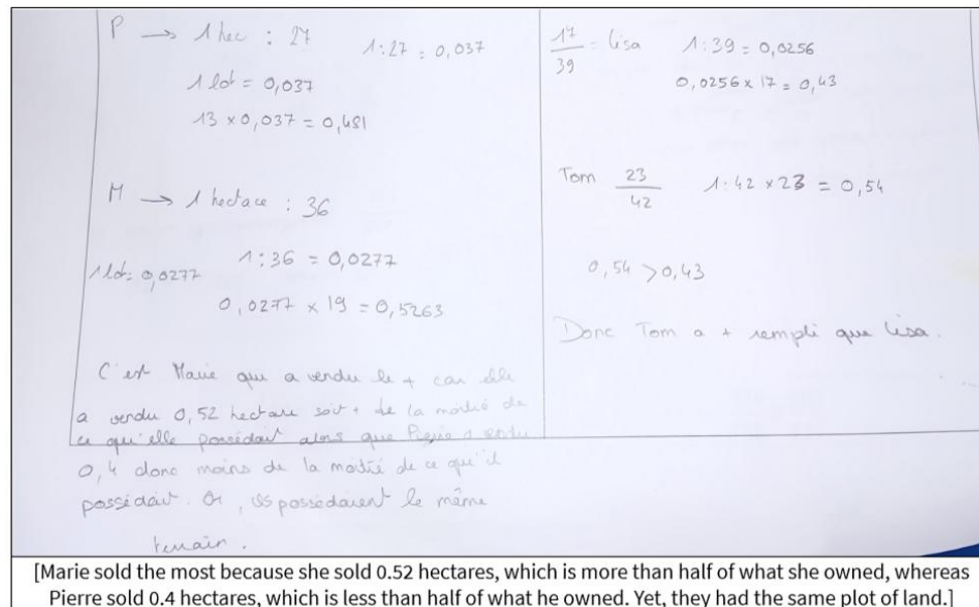 P → 1 hec : 27
1:27 = 0,037
1 lot = 0,037
13 x 0,037 = 0,481
M → 1 hectace : 36
1:36 = 0,0277
1 lot = 0,0277
0,0277 x 19 = 0,5263
C'est Marie qui a vendu le + car elle
a vendu 0,52 hectare soit + de la moitié de
ce qu'elle possédait alors que Pierre a vendu
0,4 donc moins de la moitié de ce qu'il
possédait. Or, ils possédaient le même
terrain.
17/39 = Lisa
1:39 = 0,0256
0,0256 x 17 = 0,43
Tom 23/42
1:42 x 23 = 0,54
0,54 > 0,43
Donc Tom a + rempli que Lisa.
[Marie sold the most because she sold 0.52 hectares, which is more than half of what she owned, whereas
Pierre sold 0.4 hectares, which is less than half of what he owned. Yet, they had the same plot of land.]